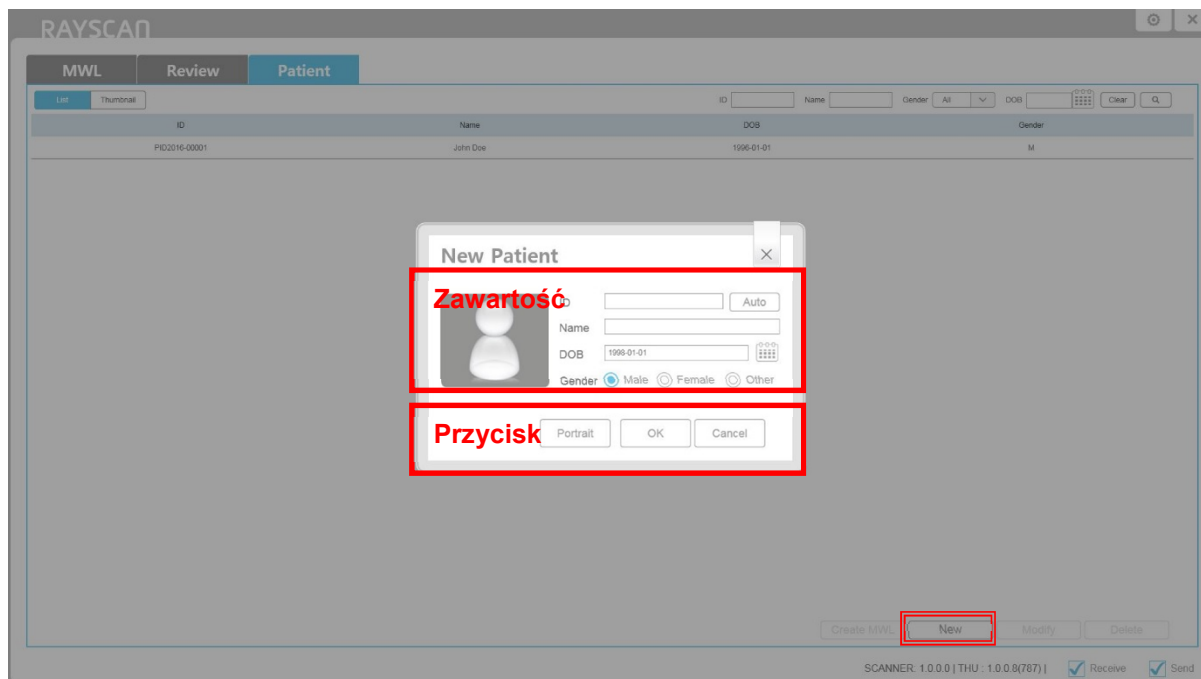 RAYSCAN
MWL Review Patient
List Thumbnail ID Name Gender All DOB Clear
ID Name DOB Gender
PID2016-00001 John Doe 1996-01-01 M
New Patient
Zawartość
ID Auto
Name
DOB 1998-01-01
Gender Male Female Other
Przycisk Portrait OK Cancel
Create MWL New Modify Delete
SCANNER: 1.0.0.0 | THU : 1.0.0.8(787) | Receive Send